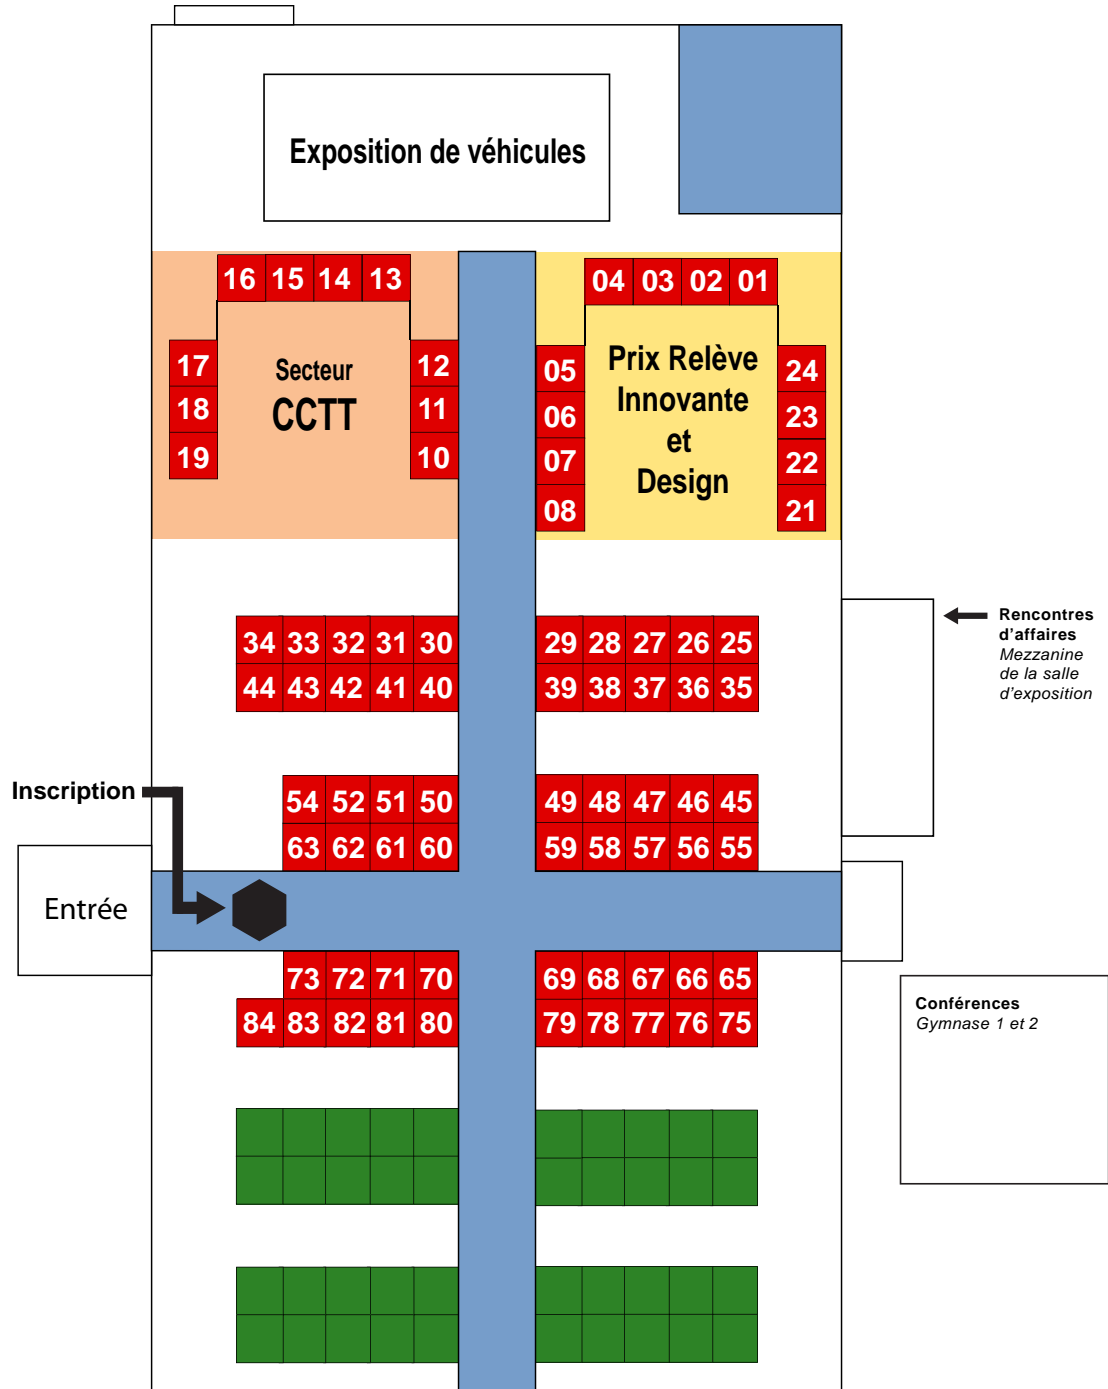 Exposition de véhicules
16 15 14 13
04 03 02 01
17
18
19
Secteur
CCTT
12
11
10
05
06
07
08
Prix Relève
Innovante
et
Design
24
23
22
21
34 33 32 31 30
44 43 42 41 40
29 28 27 26 25
39 38 37 36 35
Rencontres
d’affaires
Mezzanine
de la salle
d’exposition
Inscription
54 52 51 50
63 62 61 60
49 48 47 46 45
59 58 57 56 55
Entrée
73 72 71 70
84 83 82 81 80
69 68 67 66 65
79 78 77 76 75
Conférences
Gymnase 1 et 2